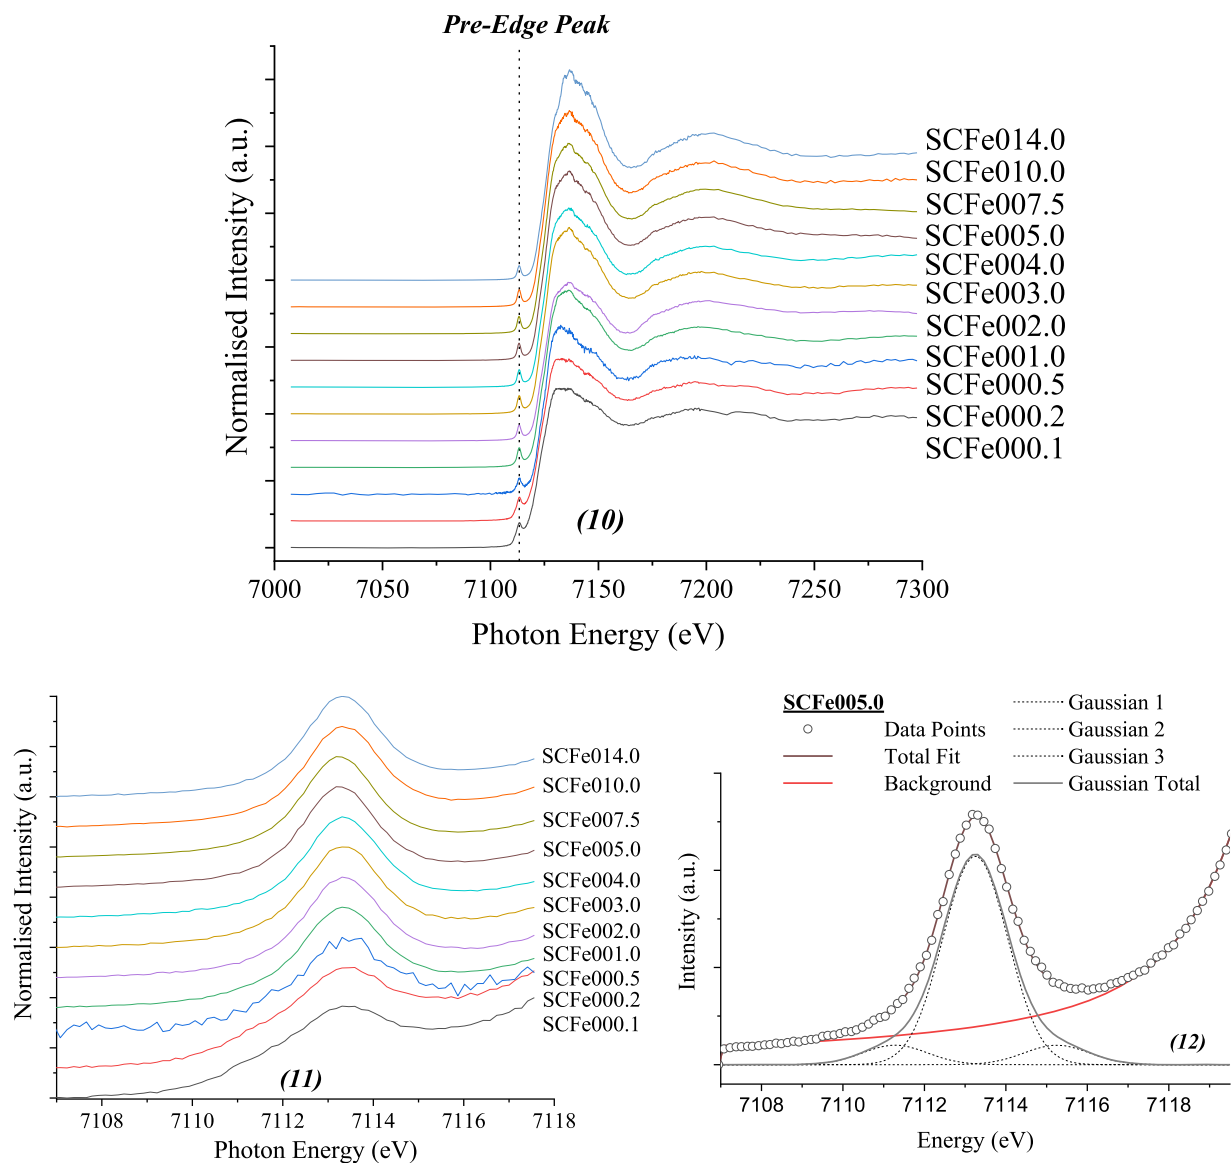 Pre-Edge Peak
Normalised Intensity (a.u.)
SCFe014.0
SCFe010.0
SCFe007.5
SCFe005.0
SCFe004.0
SCFe003.0
SCFe002.0
SCFe001.0
SCFe000.5
SCFe000.2
SCFe000.1
(10)
7000 7050 7100 7150 7200 7250 7300
Photon Energy (eV)
Normalised Intensity (a.u.)
SCFe014.0
SCFe010.0
SCFe007.5
SCFe005.0
SCFe004.0
SCFe003.0
SCFe002.0
SCFe001.0
SCFe000.5
SCFe000.2
SCFe000.1
(11)
7108 7110 7112 7114 7116 7118
Photon Energy (eV)
SCFe005.0
Data Points
Total Fit
Background
Gaussian 1
Gaussian 2
Gaussian 3
Gaussian Total
Intensity (a.u.)
(12)
7108 7110 7112 7114 7116 7118
Energy (eV)